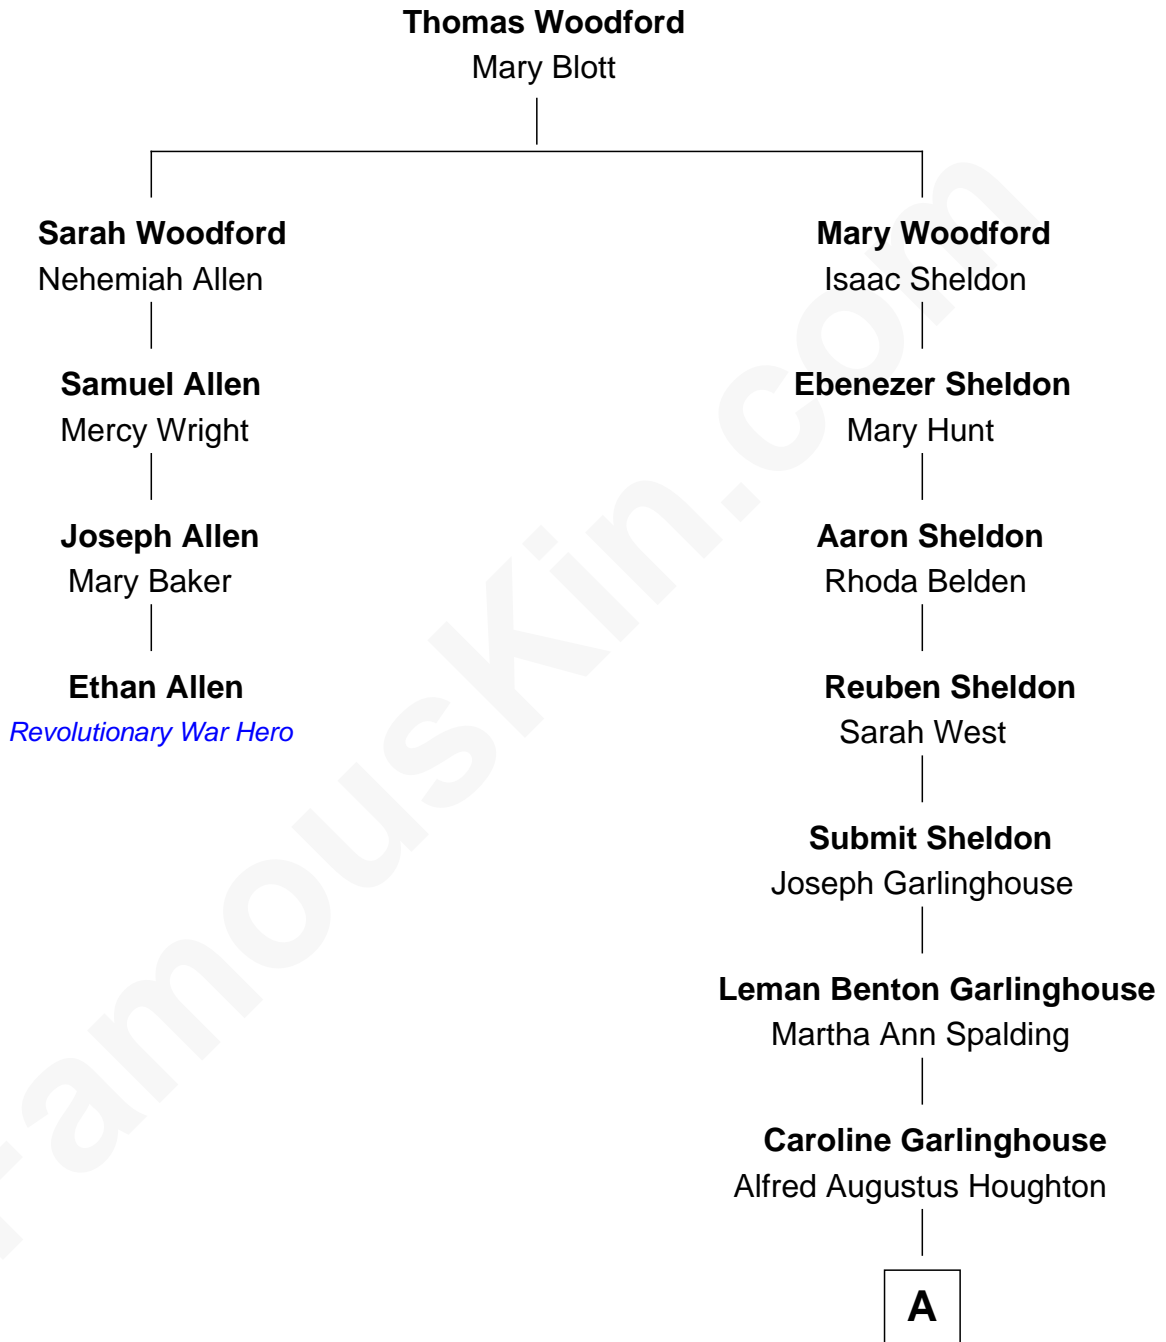 Thomas Woodford
Mary Blott
Sarah Woodford
Nehemiah Allen
Mary Woodford
Isaac Sheldon
Samuel Allen
Mercy Wright
Ebenezer Sheldon
Mary Hunt
Joseph Allen
Mary Baker
Aaron Sheldon
Rhoda Belden
Ethan Allen
Revolutionary War Hero
Reuben Sheldon
Sarah West
Submit Sheldon
Joseph Garlinghouse
Leman Benton Garlinghouse
Martha Ann Spalding
Caroline Garlinghouse
Alfred Augustus Houghton
A
FamousKin.com